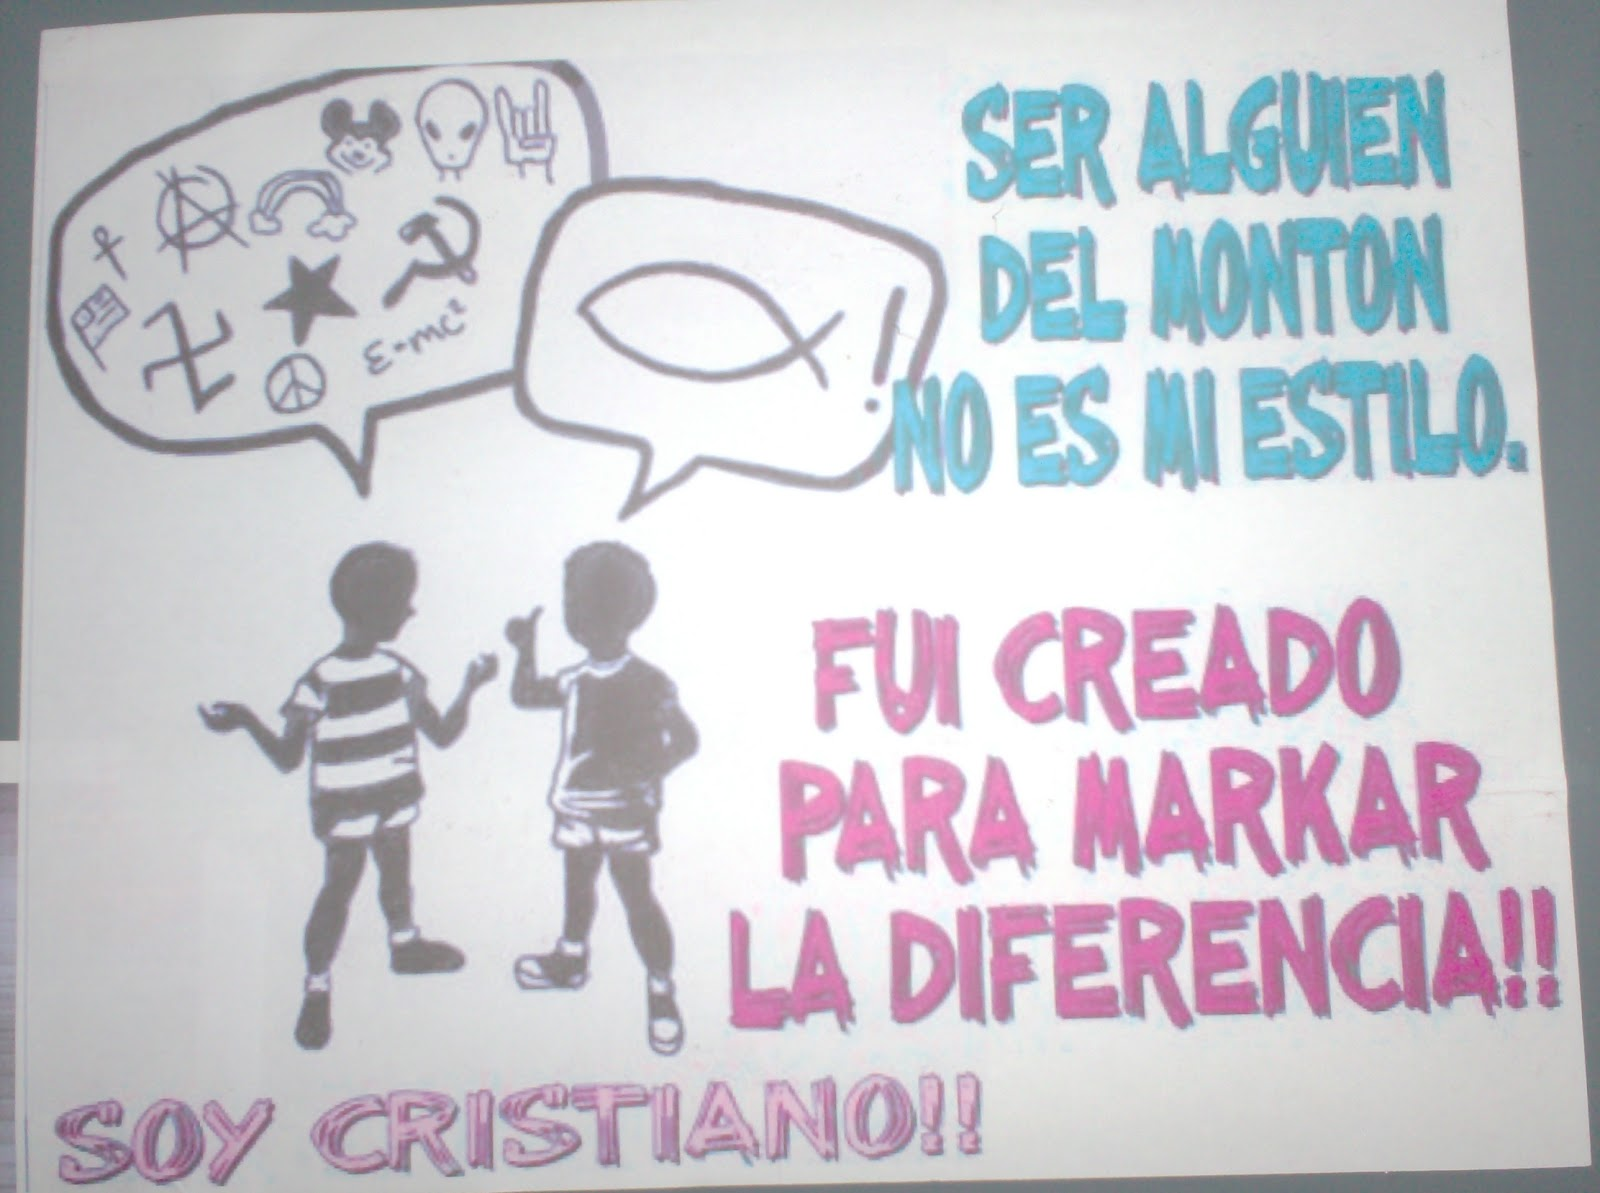 E=mc²
!
SER ALGUIEN
DEL MONTON
NO ES MI ESTILO.
FUI CREADO
PARA MARKAR
LA DIFERENCIA!!
SOY CRISTIANO!!